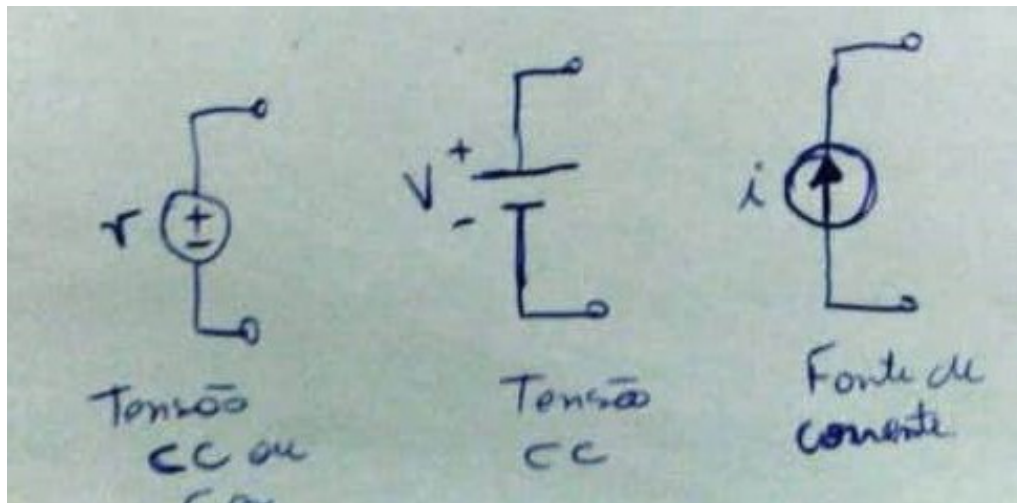 v
+
-
Tensão
CC ou
V
+
-
Tensão
CC
i
Fonte de
corrente